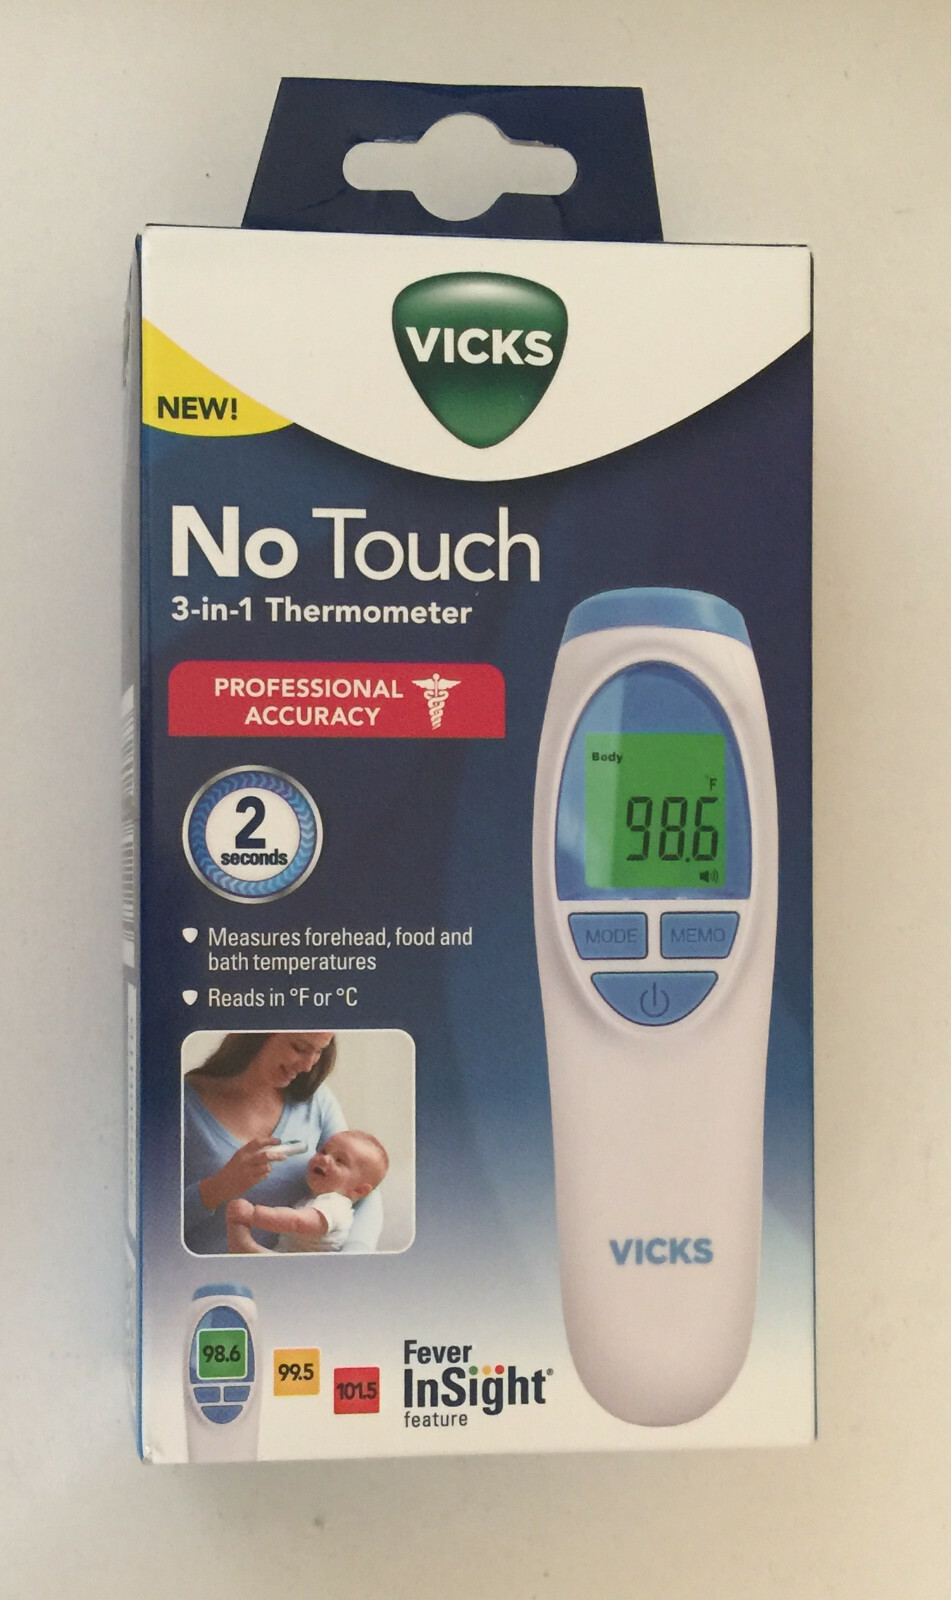 VICKS
NEW!
No Touch
3-in-1 Thermometer
PROFESSIONAL
ACCURACY
2
seconds
Measures forehead, food and
bath temperatures
Reads in °F or °C
Body
°F
98.6
MODE
MEMO
VICKS
98.6
99.5
101.5
Fever
InSight®
feature